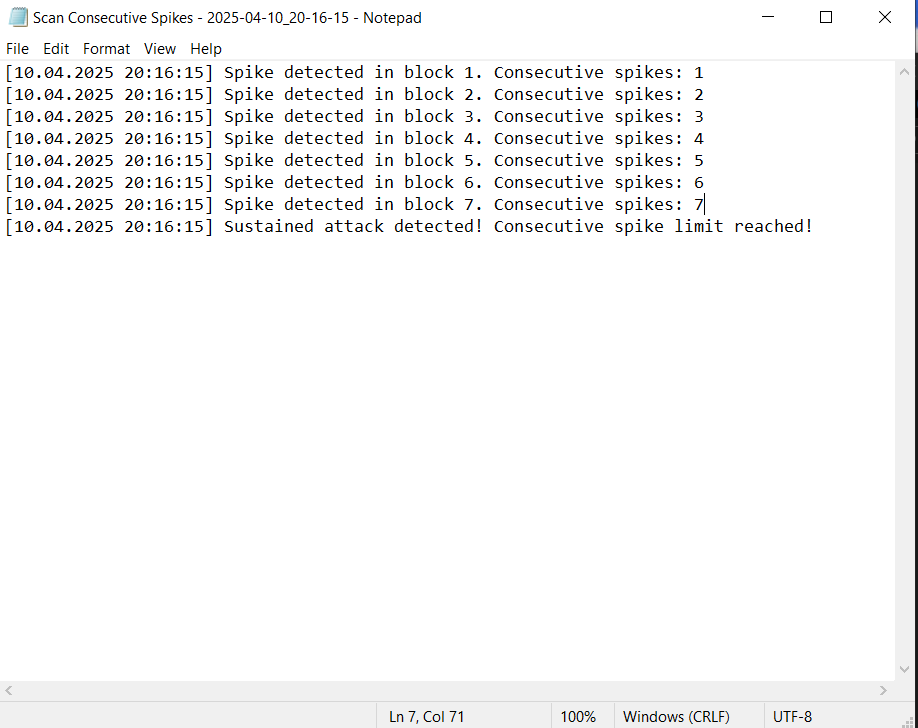 Scan Consecutive Spikes - 2025-04-10_20-16-15 - Notepad
File Edit Format View Help
[10.04.2025 20:16:15] Spike detected in block 1. Consecutive spikes: 1
[10.04.2025 20:16:15] Spike detected in block 2. Consecutive spikes: 2
[10.04.2025 20:16:15] Spike detected in block 3. Consecutive spikes: 3
[10.04.2025 20:16:15] Spike detected in block 4. Consecutive spikes: 4
[10.04.2025 20:16:15] Spike detected in block 5. Consecutive spikes: 5
[10.04.2025 20:16:15] Spike detected in block 6. Consecutive spikes: 6
[10.04.2025 20:16:15] Spike detected in block 7. Consecutive spikes: 7
[10.04.2025 20:16:15] Sustained attack detected! Consecutive spike limit reached!
Ln 7, Col 71 100% Windows (CRLF) UTF-8